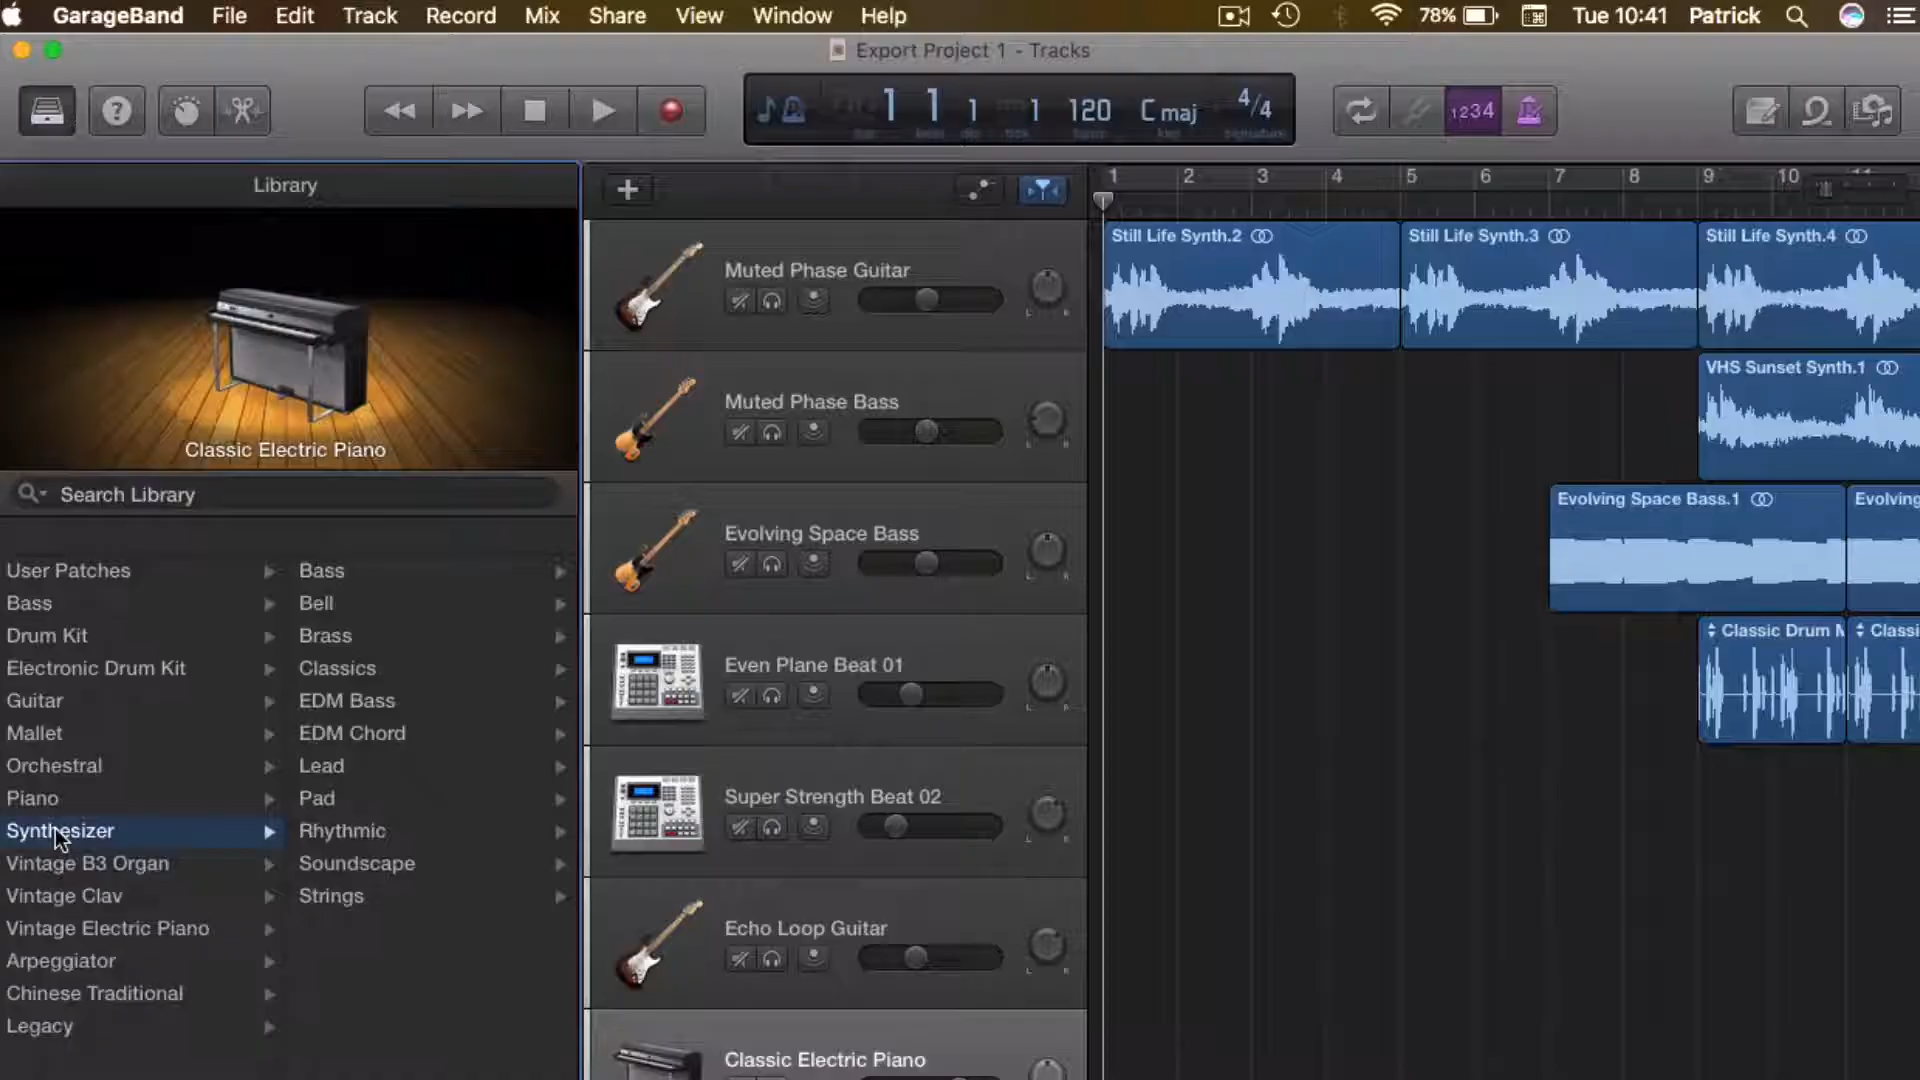 GarageBand File Edit Track Record Mix Share View Window Help 78% Tue 10:41 Patrick
Export Project 1 - Tracks
1 1 1 1 120 C maj 4/4
1234
Library
Classic Electric Piano
Search Library
User Patches
Bass
Drum Kit
Electronic Drum Kit
Guitar
Mallet
Orchestral
Piano
Synthesizer
Vintage B3 Organ
Vintage Clav
Vintage Electric Piano
Arpeggiator
Chinese Traditional
Legacy
Bass
Bell
Brass
Classics
EDM Bass
EDM Chord
Lead
Pad
Rhythmic
Soundscape
Strings
Muted Phase Guitar
L R
Muted Phase Bass
L R
Evolving Space Bass
L R
Even Plane Beat 01
L R
Super Strength Beat 02
L R
Echo Loop Guitar
L R
Classic Electric Piano
1 2 3 4 5 6 7 8 9 10 11
Still Life Synth.2 Still Life Synth.3 Still Life Synth.4
VHS Sunset Synth.1
Evolving Space Bass.1 Evolving
Classic Drum M Classi